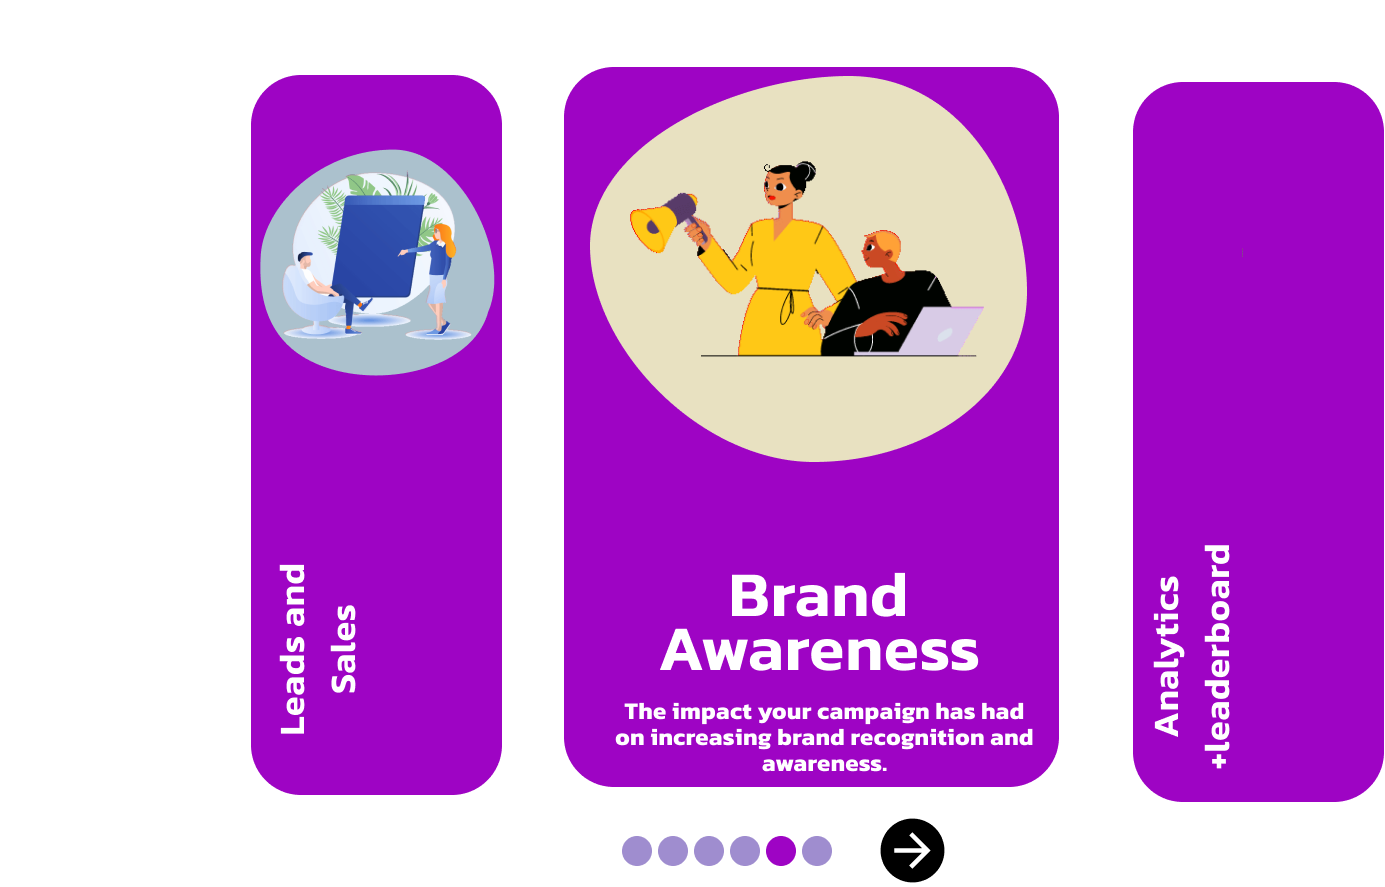 Leads and
Sales
Brand
Awareness
The impact your campaign has had
on increasing brand recognition and
awareness.
Analytics
+leaderboard